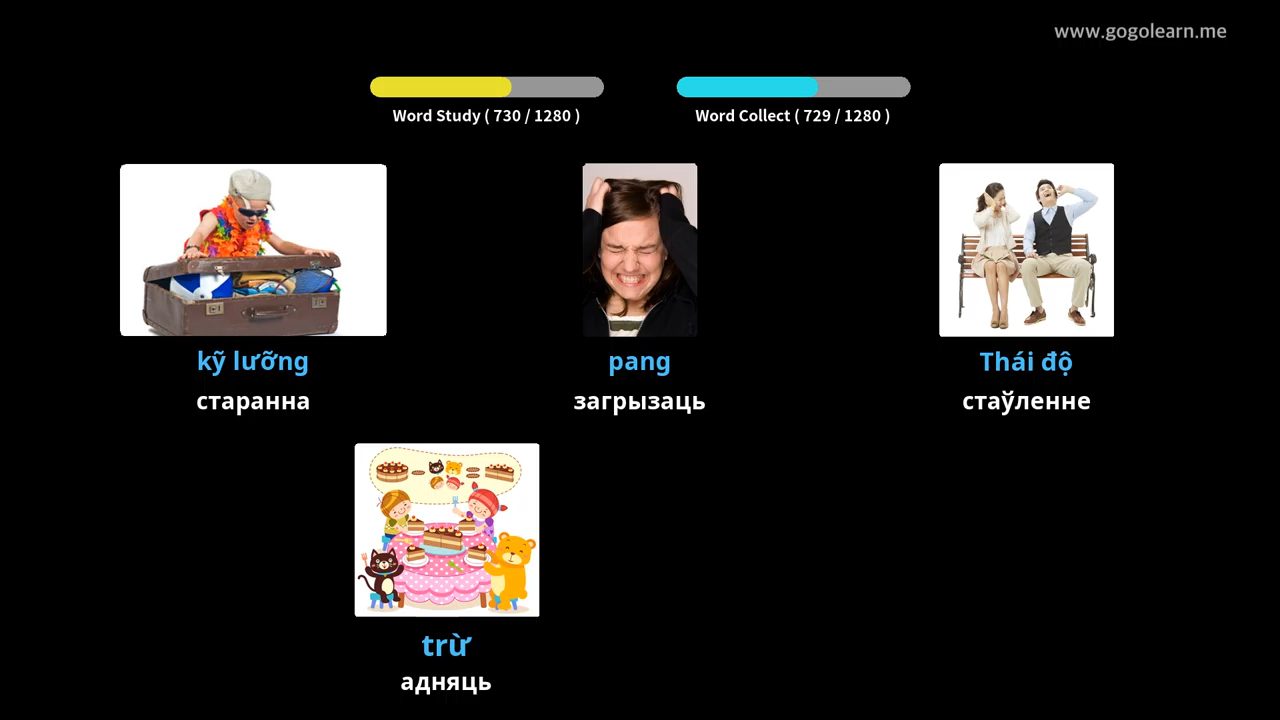 www.gogolearn.me
Word Study ( 730 / 1280 )
Word Collect ( 729 / 1280 )
kỹ lưỡng
старанна
pang
загрызаць
Thái độ
стаўленне
trừ
адняць